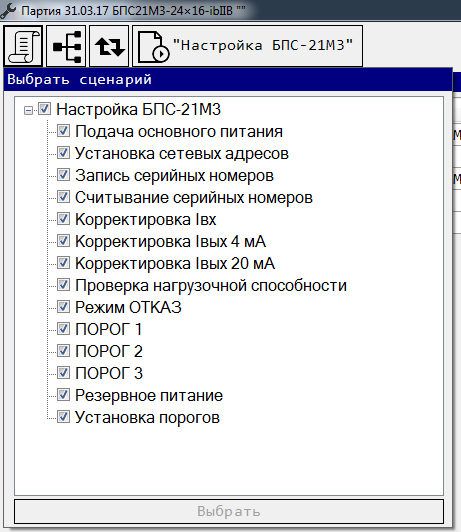 Партия 31.03.17 БПС21М3-24×16-ibIIB ""
"Настройка БПС-21М3"
Выбрать сценарий
Настройка БПС-21М3
Подача основного питания
Установка сетевых адресов
Запись серийных номеров
Считывание серийных номеров
Корректировка Iвх
Корректировка Iвых 4 мА
Корректировка Iвых 20 мА
Проверка нагрузочной способности
Режим ОТКАЗ
ПОРОГ 1
ПОРОГ 2
ПОРОГ 3
Резервное питание
Установка порогов
Выбрать